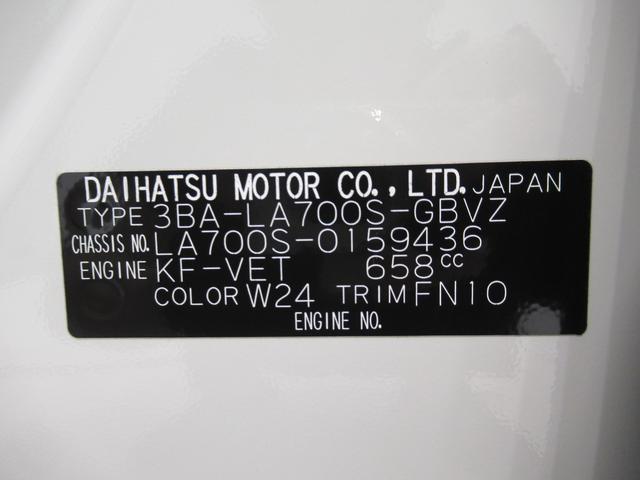 DAIHATSU MOTOR CO., LTD. JAPAN
TYPE 3BA-LA700S-GBVZ
CHASSIS NO. LA700S-0159436
ENGINE KF-VET 658cc
COLOR W24 TRIM FN10
ENGINE NO.